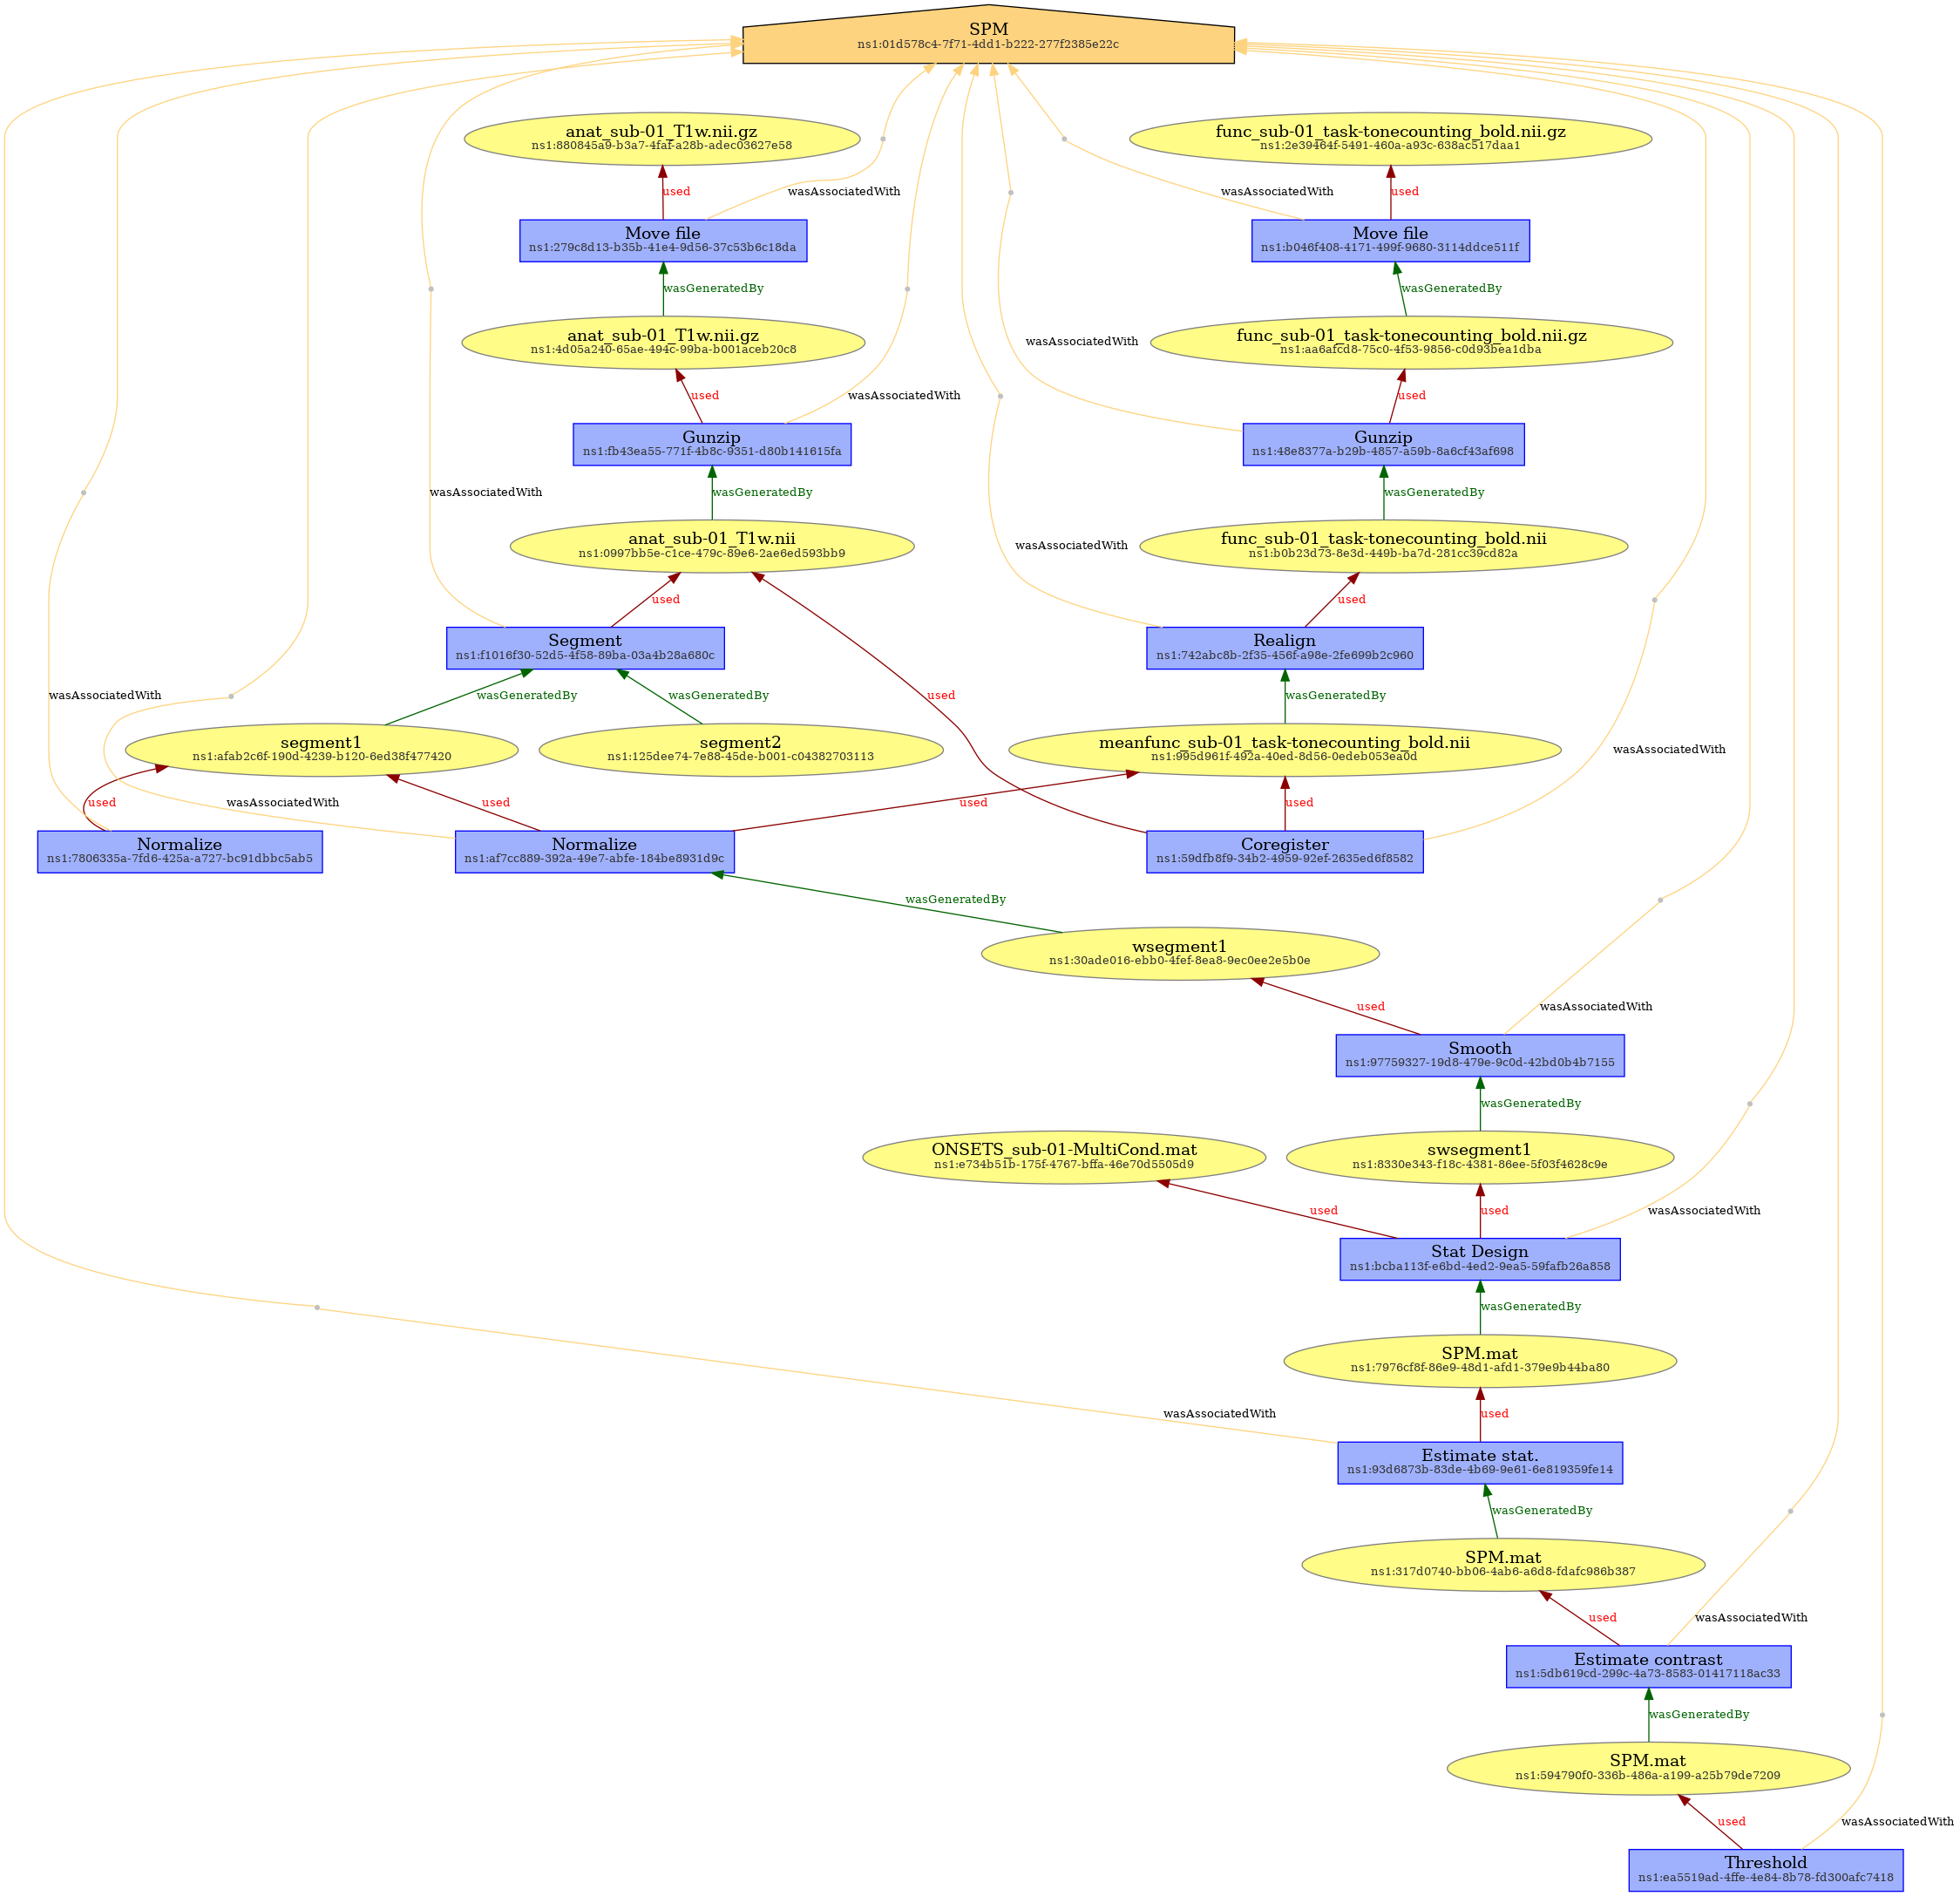 SPM
ns1:01d578c4-7f71-4dd1-b222-277f2385e22c
anat_sub-01_T1w.nii.gz
ns1:880845a9-b3a7-4faf-a28b-adec03627e58
func_sub-01_task-tonecounting_bold.nii.gz
ns1:2e39464f-5491-460a-a93c-638ac517daa1
used
wasAssociatedWith
wasAssociatedWith
used
Move file
ns1:279c8d13-b35b-41e4-9d56-37c53b6c18da
Move file
ns1:b046f408-4171-499f-9680-3114ddce511f
wasGeneratedBy
wasGeneratedBy
anat_sub-01_T1w.nii.gz
ns1:4d05a240-65ae-494c-99ba-b001aceb20c8
wasAssociatedWith
func_sub-01_task-tonecounting_bold.nii.gz
ns1:aa6afcd8-75c0-4f53-9856-c0d93bea1dba
used
wasAssociatedWith
used
Gunzip
ns1:fb43ea55-771f-4b8c-9351-d80b141615fa
Gunzip
ns1:48e8377a-b29b-4857-a59b-8a6cf43af698
wasAssociatedWith
wasGeneratedBy
wasGeneratedBy
anat_sub-01_T1w.nii
ns1:0997bb5e-c1ce-479c-89e6-2ae6ed593bb9
wasAssociatedWith
func_sub-01_task-tonecounting_bold.nii
ns1:b0b23d73-8e3d-449b-ba7d-281cc39cd82a
used
used
Segment
ns1:f1016f30-52d5-4f58-89ba-03a4b28a680c
Realign
ns1:742abc8b-2f35-456f-a98e-2fe699b2c960
wasAssociatedWith
wasGeneratedBy
wasGeneratedBy
used
wasGeneratedBy
segment1
ns1:afab2c6f-190d-4239-b120-6ed38f477420
segment2
ns1:125dee74-7e88-45de-b001-c04382703113
meanfunc_sub-01_task-tonecounting_bold.nii
ns1:995d961f-492a-40ed-8d56-0edeb053ea0d
wasAssociatedWith
used
wasAssociatedWith
used
used
used
Normalize
ns1:7806335a-7fd6-425a-a727-bc91dbbc5ab5
Normalize
ns1:af7cc889-392a-49e7-abfe-184be8931d9c
Coregister
ns1:59dfb8f9-34b2-4959-92ef-2635ed6f8582
wasGeneratedBy
wsegment1
ns1:30ade016-ebb0-4fef-8ea8-9ec0ee2e5b0e
used
wasAssociatedWith
Smooth
ns1:97759327-19d8-479e-9c0d-42bd0b4b7155
wasGeneratedBy
ONSETS_sub-01-MultiCond.mat
ns1:e734b51b-175f-4767-bffa-46e70d5505d9
swsegment1
ns1:8330e343-f18c-4381-86ee-5f03f4628c9e
used
used
wasAssociatedWith
Stat Design
ns1:bcba113f-e6bd-4ed2-9ea5-59fafb26a858
wasGeneratedBy
SPM.mat
ns1:7976cf8f-86e9-48d1-afd1-379e9b44ba80
wasAssociatedWith
used
Estimate stat.
ns1:93d6873b-83de-4b69-9e61-6e819359fe14
wasGeneratedBy
SPM.mat
ns1:317d0740-bb06-4ab6-a6d8-fdafc986b387
used
wasAssociatedWith
Estimate contrast
ns1:5db619cd-299c-4a73-8583-01417118ac33
wasGeneratedBy
SPM.mat
ns1:594790f0-336b-486a-a199-a25b79de7209
used
wasAssociatedWith
Threshold
ns1:ea5519ad-4ffe-4e84-8b78-fd300afc7418